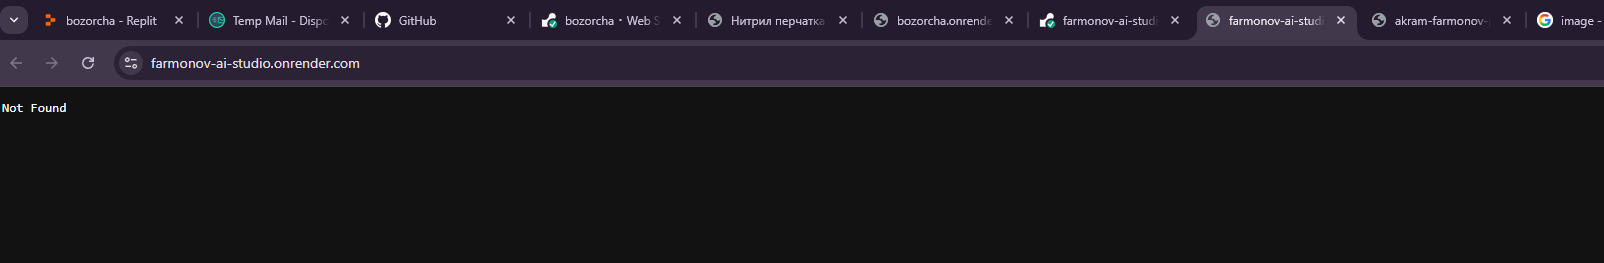 bozorcha - Replit
Temp Mail - Dispo
GitHub
bozorcha · Web S
Нитрил перчатка
bozorcha.onrende
farmonov-ai-studi
farmonov-ai-studi
akram-farmonov-
image -
farmonov-ai-studio.onrender.com
Not Found